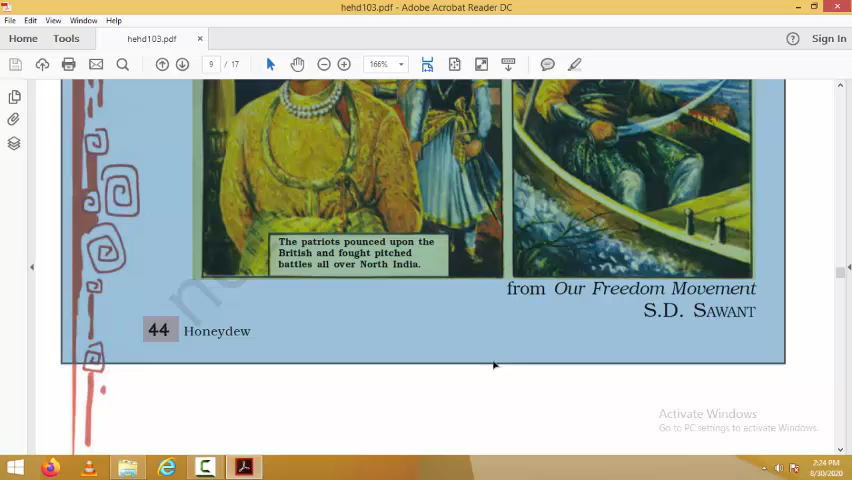 hehd103.pdf - Adobe Acrobat Reader DC
File Edit View Window Help
Home Tools hehd103.pdf × Sign In
9 / 17 166%
The patriots pounced upon the
British and fought pitched
battles all over North India.
from Our Freedom Movement
S.D. SAWANT
44 Honeydew
Activate Windows
Go to PC settings to activate Windows.
2:24 PM
8/30/2020